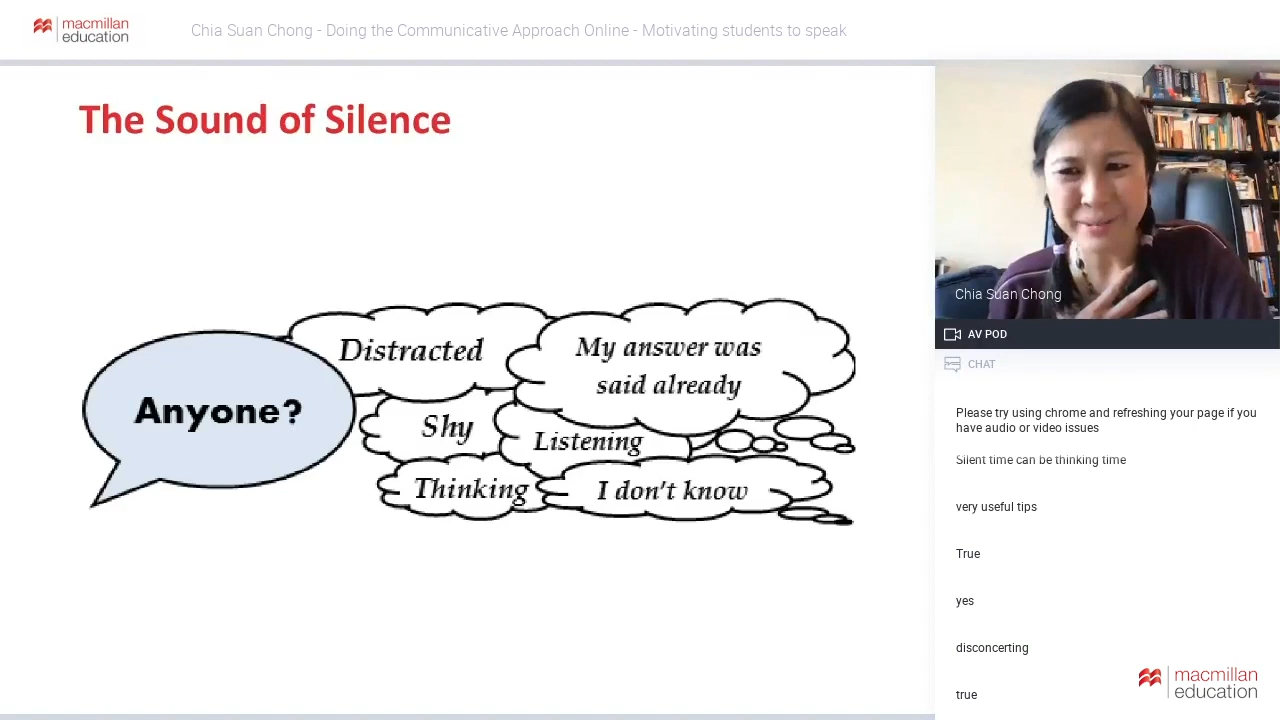 macmillan
education
Chia Suan Chong - Doing the Communicative Approach Online - Motivating students to speak
The Sound of Silence
Anyone?
Distracted
My answer was
said already
Shy
Listening
Thinking
I don't know
Chia Suan Chong
AV POD
CHAT
Please try using chrome and refreshing your page if you
have audio or video issues
Silent time can be thinking time
very useful tips
True
yes
disconcerting
true
macmillan
education